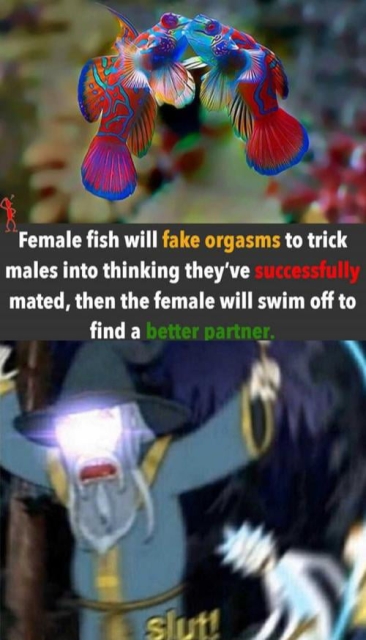 Female fish will fake orgasms to trick
males into thinking they've successfully
mated, then the female will swim off to
find a better partner.
slut!